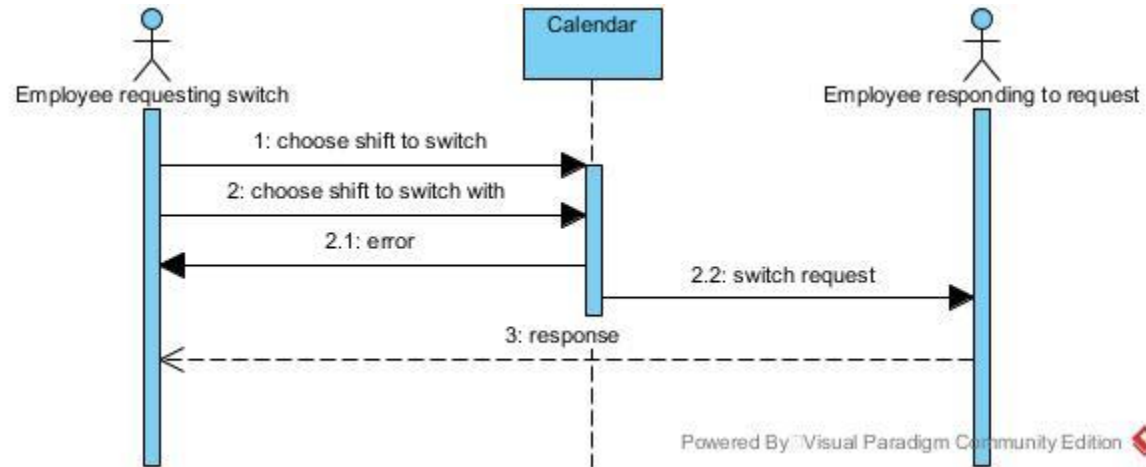 Calendar
Employee requesting switch
Employee responding to request
1: choose shift to switch
2: choose shift to switch with
2.1: error
2.2: switch request
3: response
Powered By Visual Paradigm Community Edition